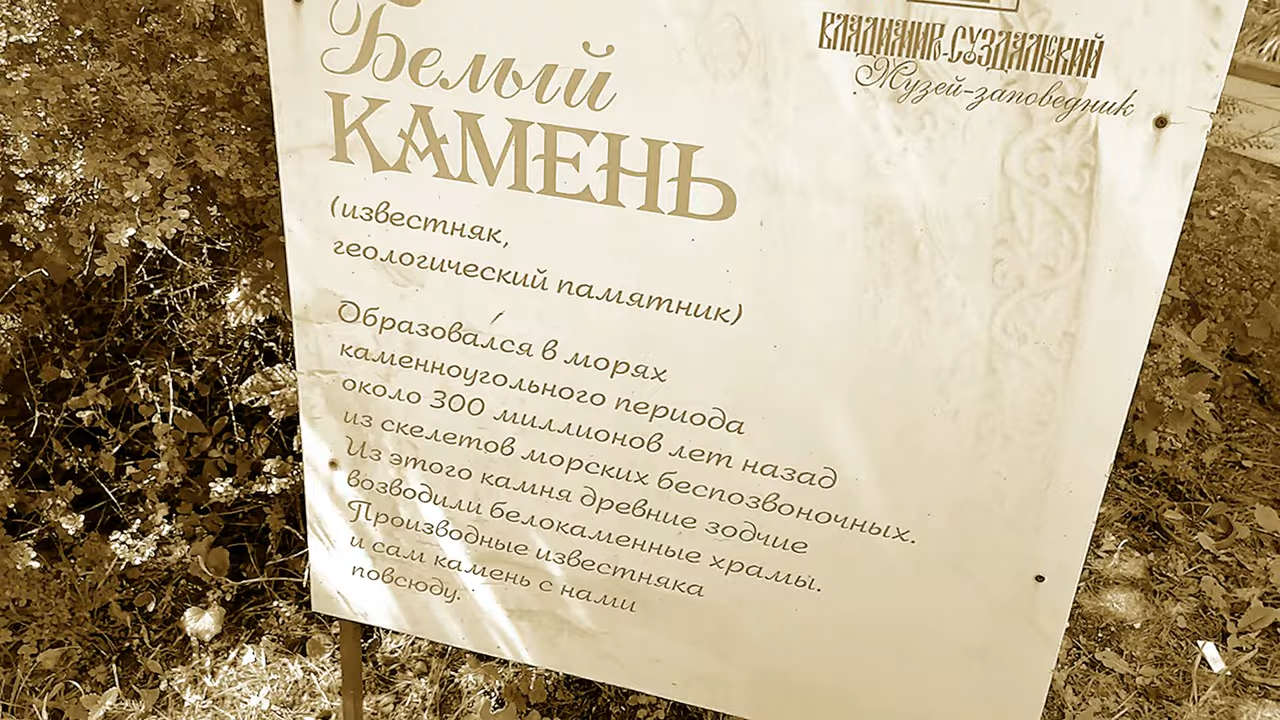 Белый
КАМЕНЬ
ВЛАДИМИРО-СУЗДАЛЬСКИЙ
Музей-заповедник
(известняк,
геологический памятник)
Образовался в морях
каменноугольного периода
около 300 миллионов лет назад
из скелетов морских беспозвоночных.
Из этого камня древние зодчие
возводили белокаменные храмы.
Производные известняка
и сам камень с нами
повсюду.